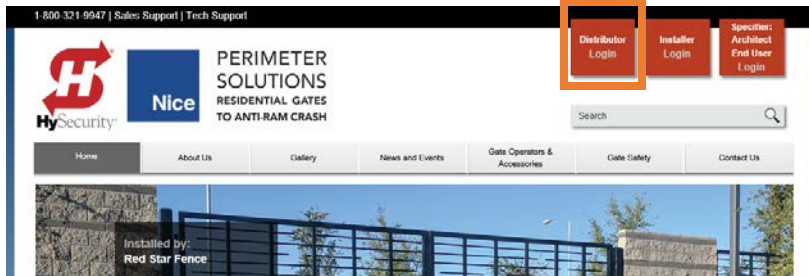 1-800-321-9947 | Sales Support | Tech Support
Distributor
Login
Installer
Login
Specifier:
Architect
End User
Login
H
HySecurity
Nice
PERIMETER
SOLUTIONS
RESIDENTIAL GATES
TO ANTI-RAM CRASH
Search
Home
About Us
Gallery
News and Events
Gate Operators &
Accessories
Gate Safety
Contact Us
Installed by:
Red Star Fence